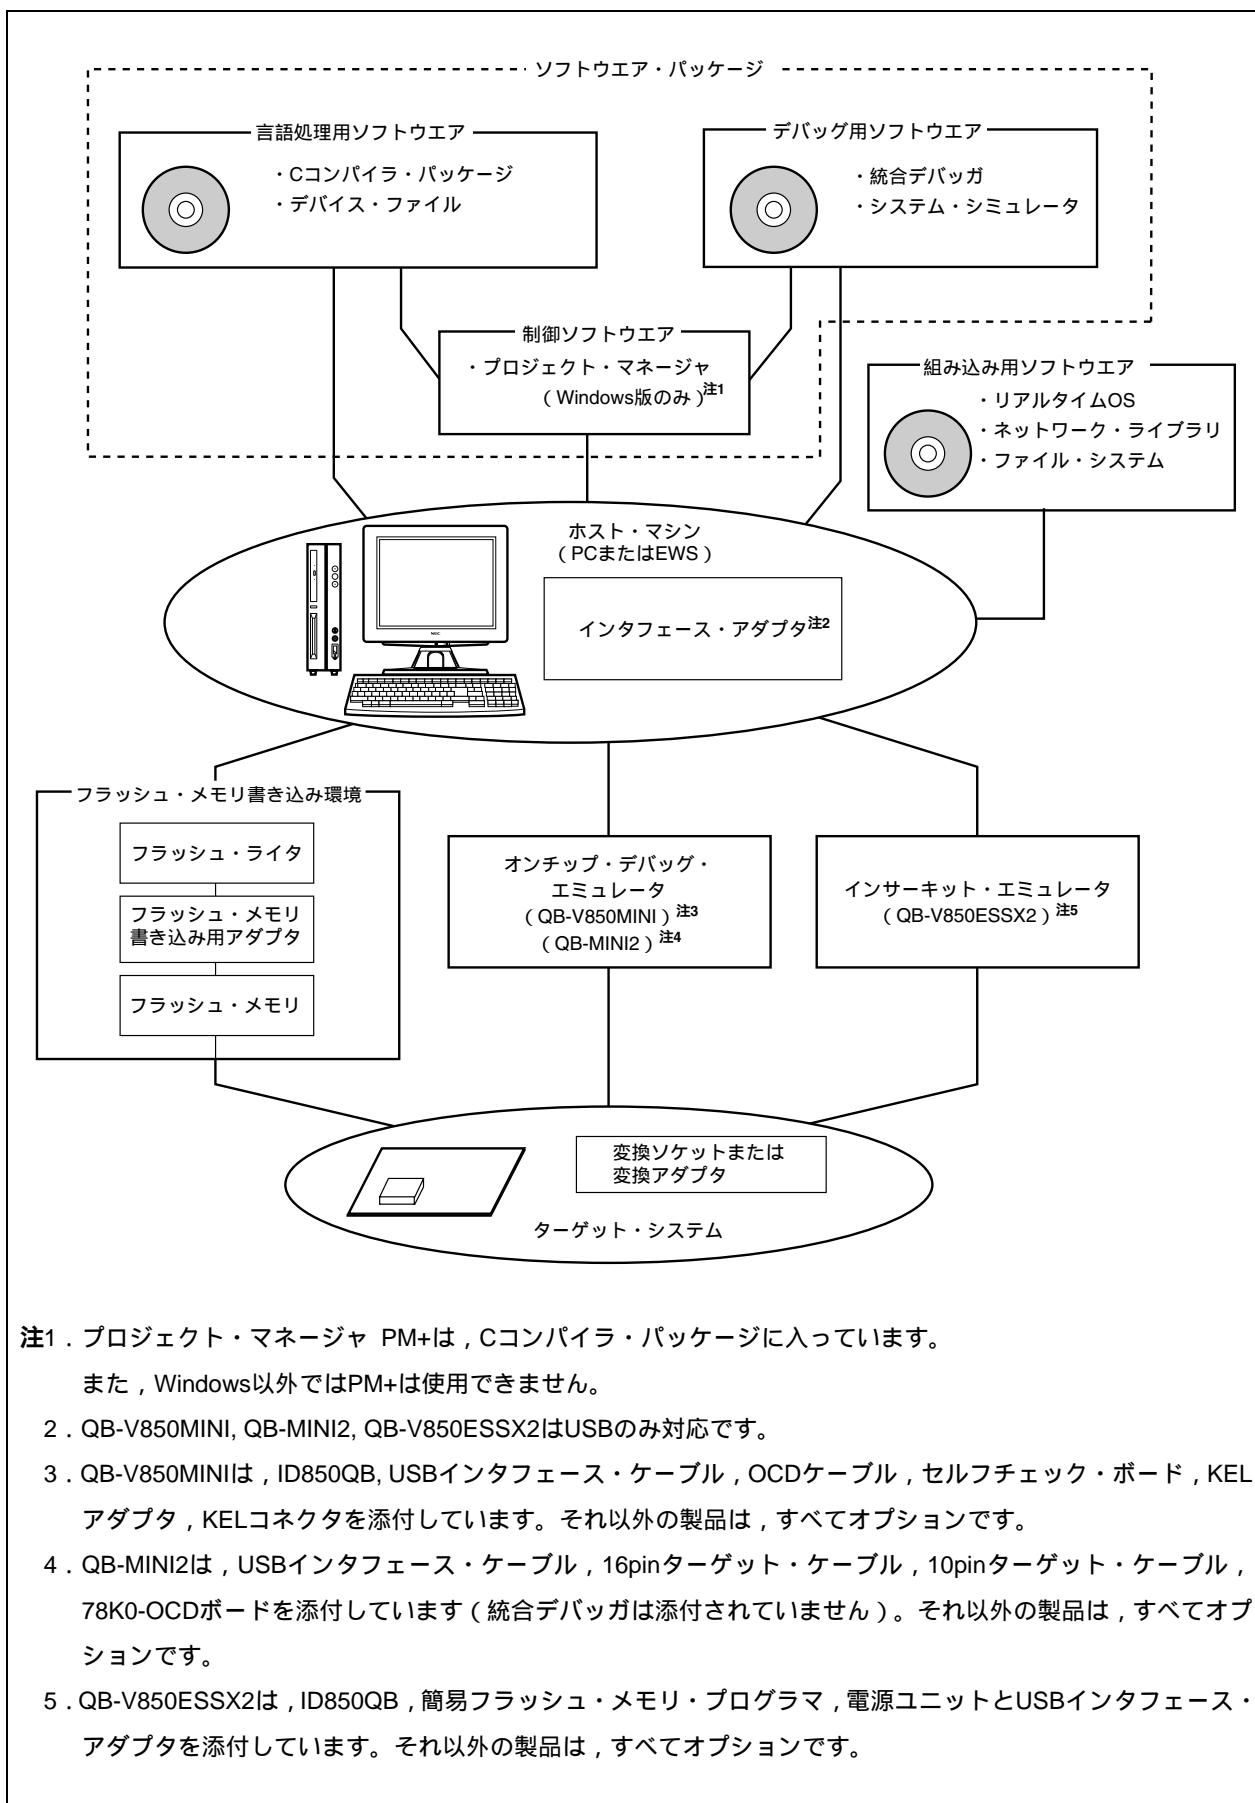 ソフトウエア・パッケージ
言語処理用ソフトウエア
・Cコンパイラ・パッケージ
・デバイス・ファイル
デバッグ用ソフトウエア
・統合デバッガ
・システム・シミュレータ
制御ソフトウエア
・プロジェクト・マネージャ
（Windows版のみ）注1
組み込み用ソフトウエア
・リアルタイムOS
・ネットワーク・ライブラリ
・ファイル・システム
ホスト・マシン
（PCまたはEWS）
インタフェース・アダプタ注2
NEC
フラッシュ・メモリ書き込み環境
フラッシュ・ライタ
フラッシュ・メモリ
書き込み用アダプタ
フラッシュ・メモリ
オンチップ・デバッグ・
エミュレータ
（QB-V850MINI）注3
（QB-MINI2）注4
インサーキット・エミュレータ
（QB-V850ESSX2）注5
変換ソケットまたは
変換アダプタ
ターゲット・システム
注1．プロジェクト・マネージャ PM+は，Cコンパイラ・パッケージに入っています。
また，Windows以外ではPM+は使用できません。
2．QB-V850MINI, QB-MINI2, QB-V850ESSX2はUSBのみ対応です。
3．QB-V850MINIは，ID850QB, USBインタフェース・ケーブル，OCDケーブル，セルフチェック・ボード，KEL
アダプタ，KELコネクタを添付しています。それ以外の製品は，すべてオプションです。
4．QB-MINI2は，USBインタフェース・ケーブル，16pinターゲット・ケーブル，10pinターゲット・ケーブル，
78K0-OCDボードを添付しています（統合デバッガは添付されていません）。それ以外の製品は，すべてオプ
ションです。
5．QB-V850ESSX2は，ID850QB，簡易フラッシュ・メモリ・プログラマ，電源ユニットとUSBインタフェース・
アダプタを添付しています。それ以外の製品は，すべてオプションです。